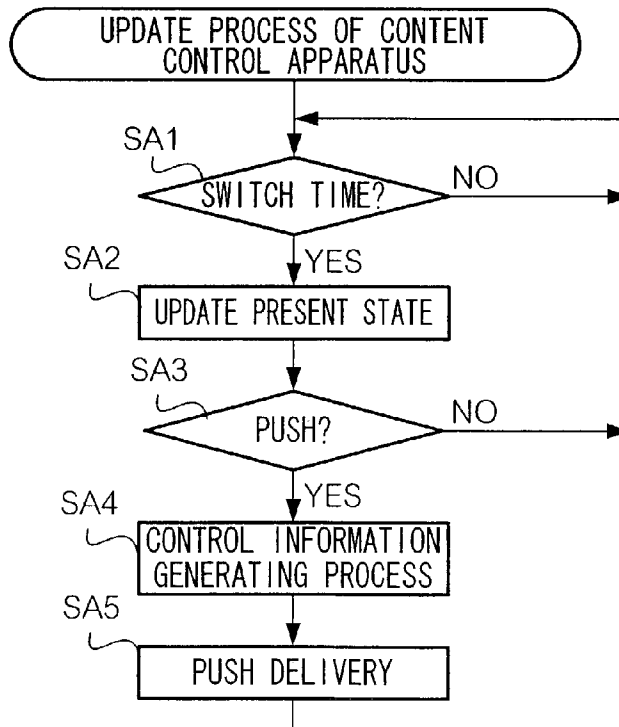 UPDATE PROCESS OF CONTENT
CONTROL APPARATUS
SA1
SWITCH TIME?
NO
YES
SA2
UPDATE PRESENT STATE
SA3
PUSH?
NO
YES
SA4
CONTROL INFORMATION
GENERATING PROCESS
SA5
PUSH DELIVERY